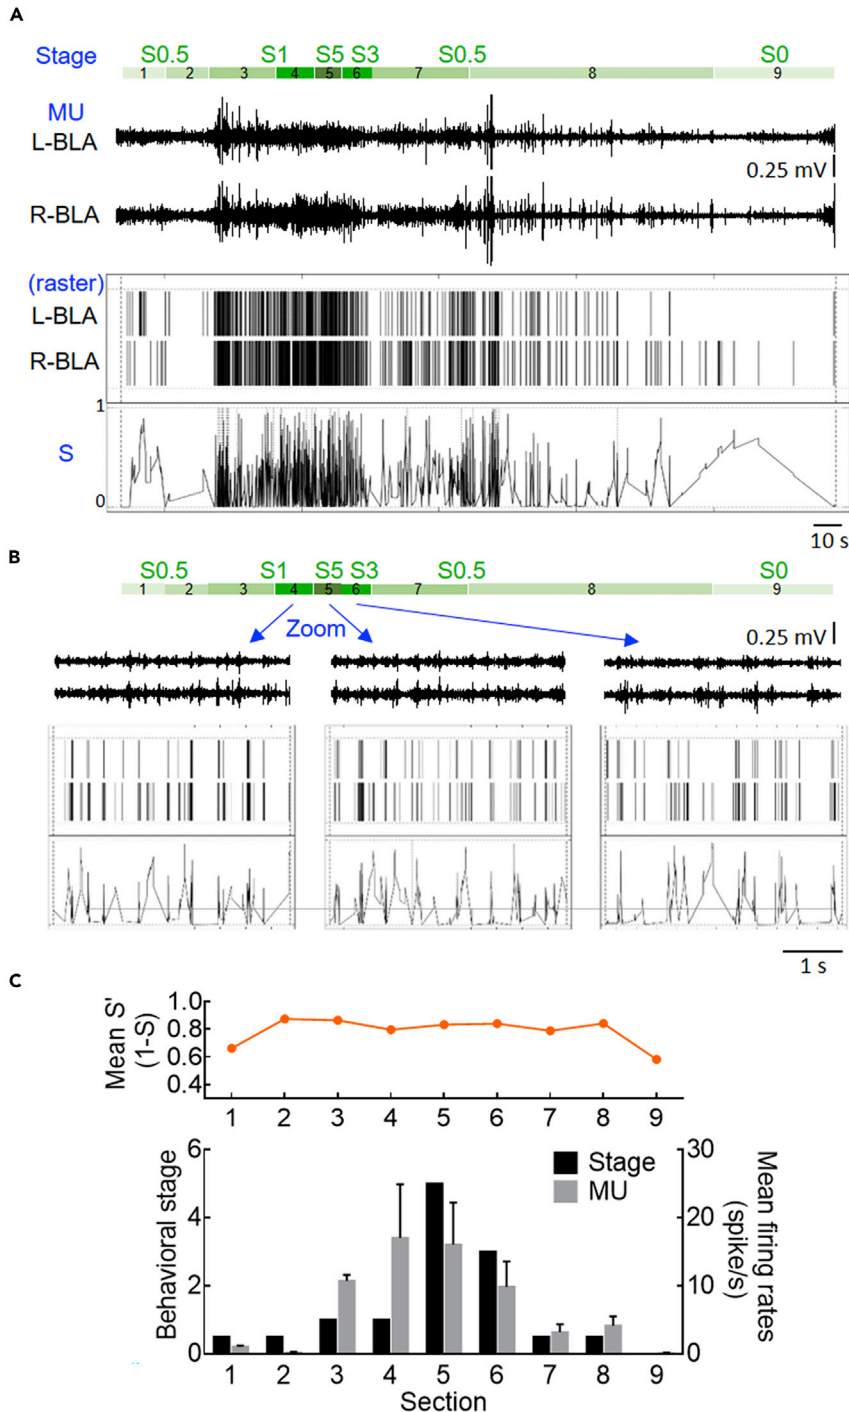 A
Stage S0.5 S1 S5 S3 S0.5 S0
1 2 3 4 5 6 7 8 9
MU
L-BLA
0.25 mV
R-BLA
(raster)
L-BLA
R-BLA
1
S
0
10 s
B
S0.5 S1 S5 S3 S0.5 S0
1 2 3 4 5 6 7 8 9
Zoom
0.25 mV
1 s
C
Mean S'
(1-S)
1.0
0.8
0.6
0.4
1 2 3 4 5 6 7 8 9
Behavioral stage
6
4
2
0
Stage
MU
30
20
10
0
Mean firing rates
(spike/s)
1 2 3 4 5 6 7 8 9
Section